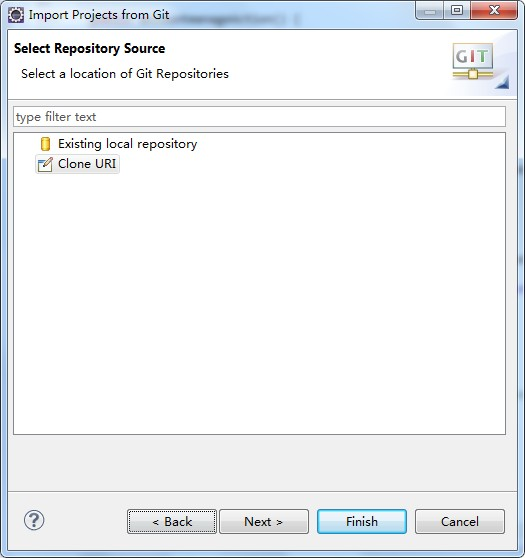 Import Projects from Git
Select Repository Source
Select a location of Git Repositories
GIT
type filter text
Existing local repository
Clone URI
?
< Back
Next >
Finish
Cancel